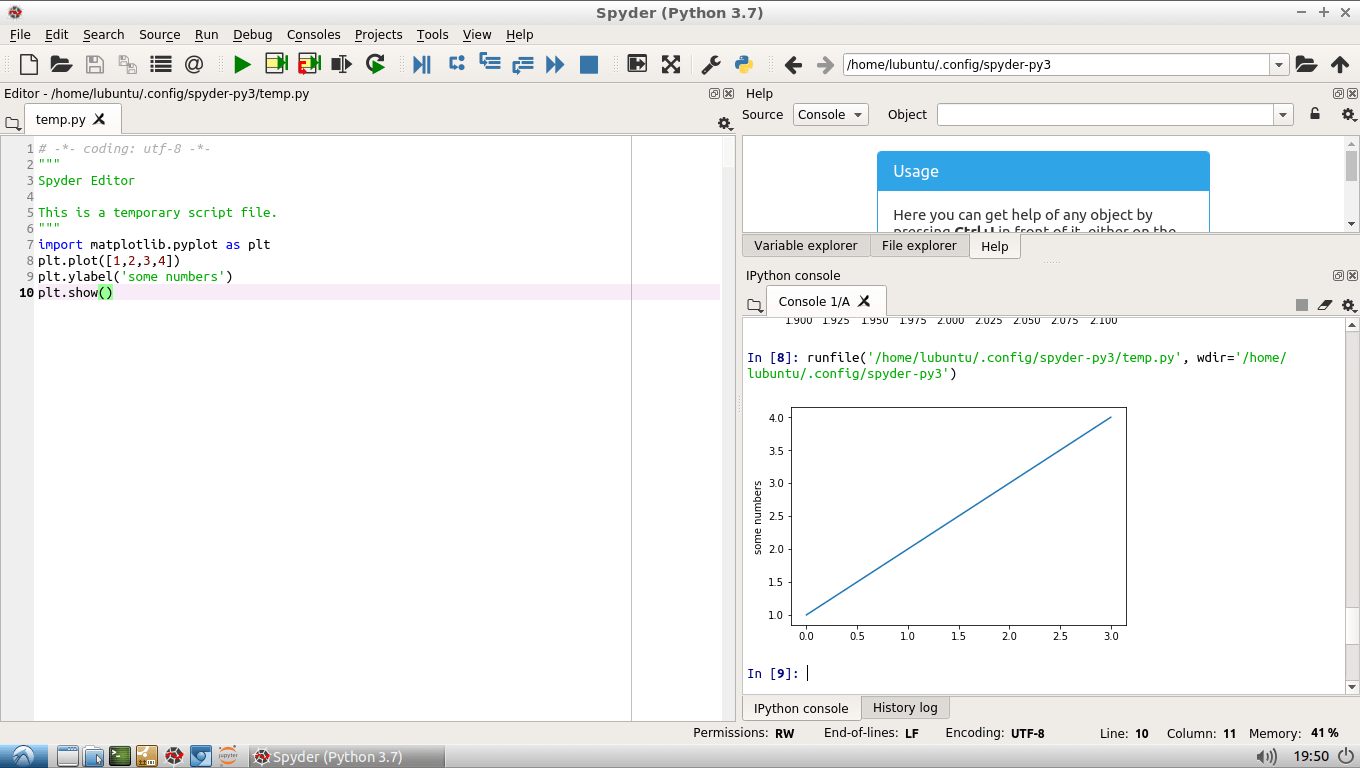 Spyder (Python 3.7)
File Edit Search Source Run Debug Consoles Projects Tools View Help
/home/lubuntu/.config/spyder-py3
Editor - /home/lubuntu/.config/spyder-py3/temp.py
temp.py
1 # -*- coding: utf-8 -*-
2 """
3 Spyder Editor
4
5 This is a temporary script file.
6 """
7 import matplotlib.pyplot as plt
8 plt.plot([1,2,3,4])
9 plt.ylabel('some numbers')
10 plt.show()
Help
Source Console Object
Usage
Here you can get help of any object by
pressing Ctrl+I in front of it, either on the
Variable explorer File explorer Help
IPython console
Console 1/A
1.900 1.925 1.950 1.975 2.000 2.025 2.050 2.075 2.100
In [8]: runfile('/home/lubuntu/.config/spyder-py3/temp.py', wdir='/home/
lubuntu/.config/spyder-py3')
4.0
3.5
3.0
2.5
2.0
1.5
1.0
some numbers
0.0 0.5 1.0 1.5 2.0 2.5 3.0
In [9]:
IPython console History log
Permissions: RW End-of-lines: LF Encoding: UTF-8 Line: 10 Column: 11 Memory: 41 %
jupyter
Spyder (Python 3.7)
19:50